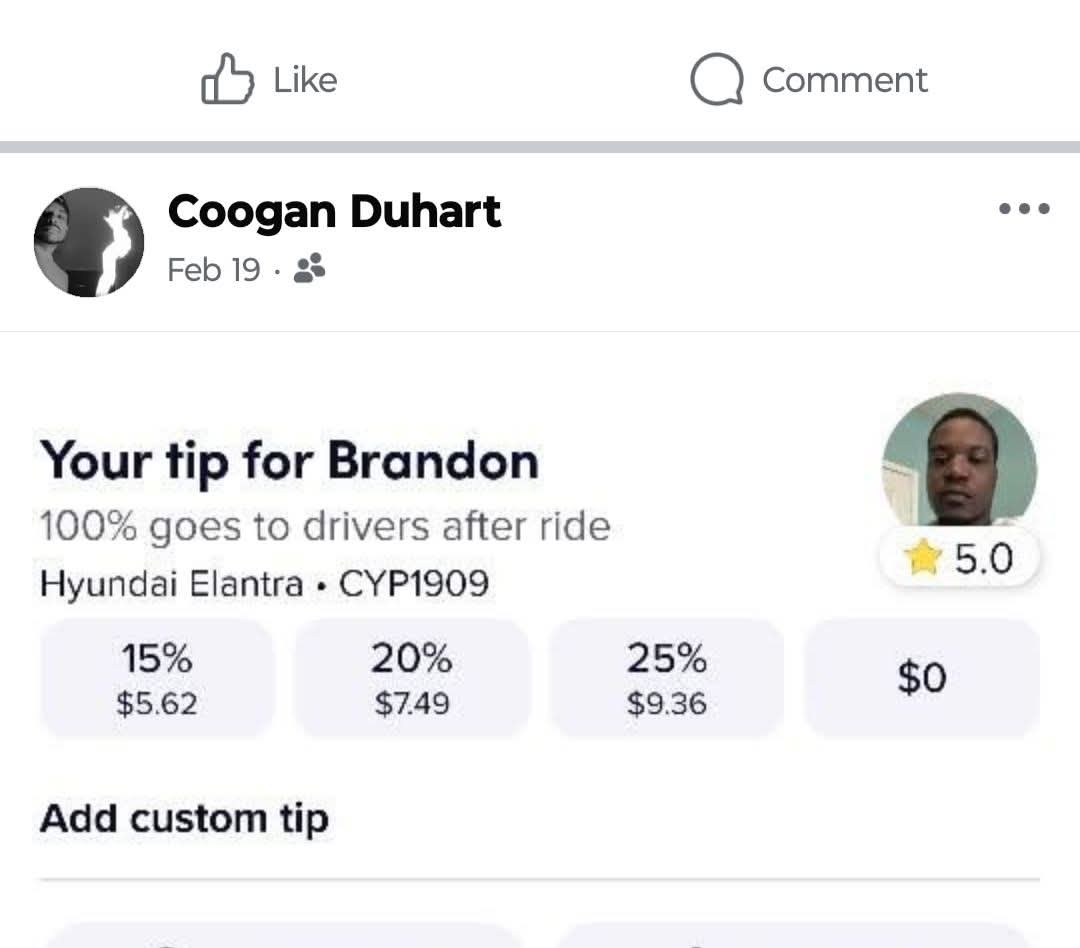 Like Comment
Coogan Duhart
Feb 19 ·
Your tip for Brandon
100% goes to drivers after ride
Hyundai Elantra • CYP1909
5.0
15% 20% 25% $0
$5.62 $7.49 $9.36
Add custom tip